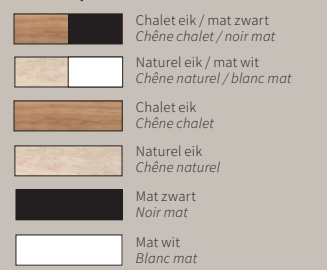 Chalet eik / mat zwart
Chêne chalet / noir mat
Naturel eik / mat wit
Chêne naturel / blanc mat
Chalet eik
Chêne chalet
Naturel eik
Chêne naturel
Mat zwart
Noir mat
Mat wit
Blanc mat